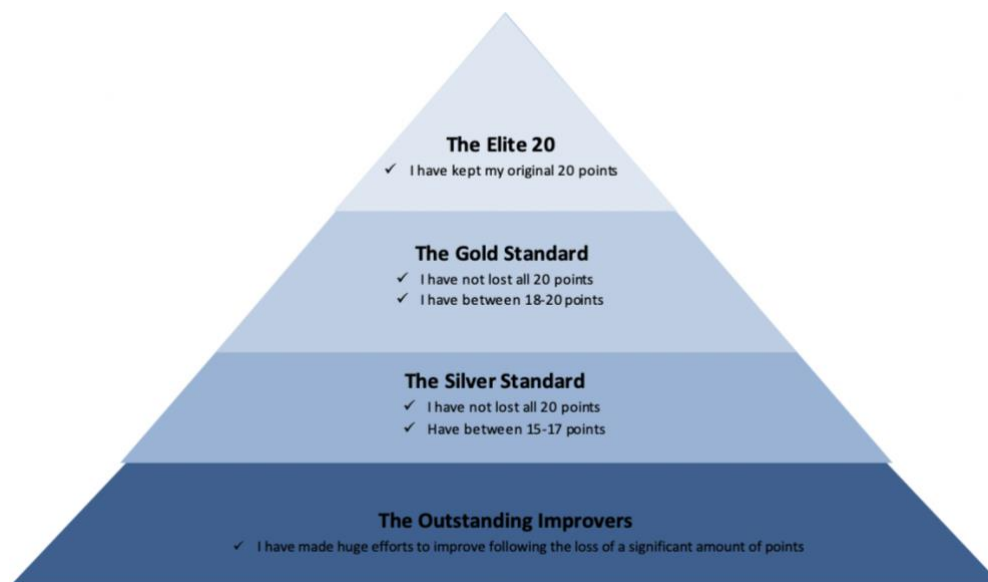 The Elite 20
✓ I have kept my original 20 points
The Gold Standard
✓ I have not lost all 20 points
✓ I have between 18-20 points
The Silver Standard
✓ I have not lost all 20 points
✓ Have between 15-17 points
The Outstanding Improvers
✓ I have made huge efforts to improve following the loss of a significant amount of points